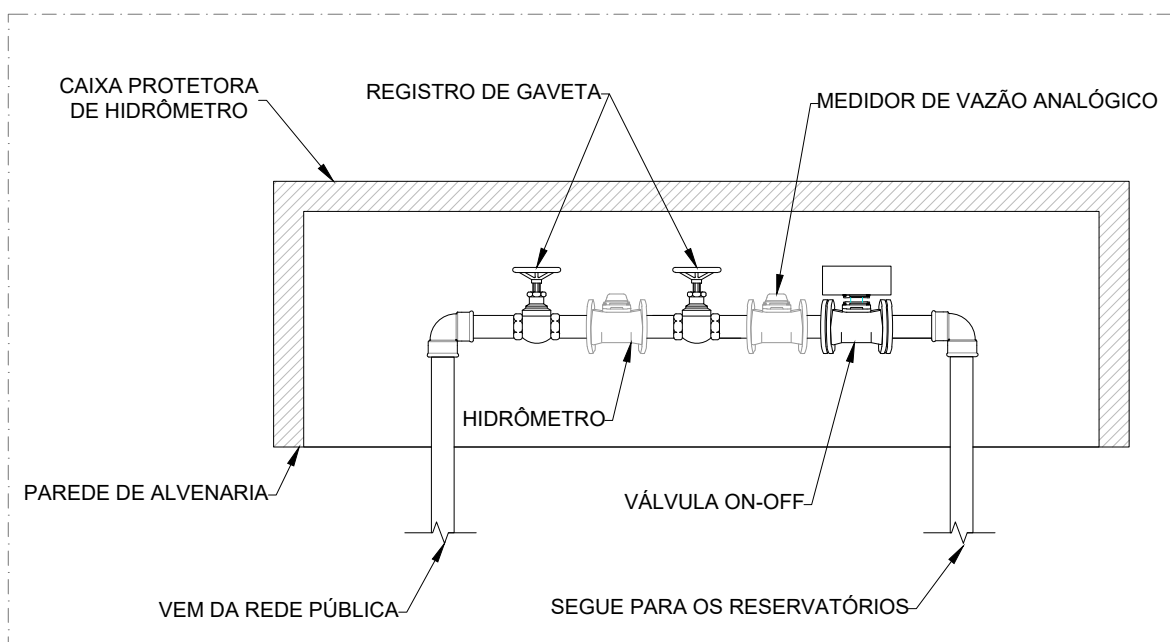 CAIXA PROTETORA
DE HIDRÔMETRO
REGISTRO DE GAVETA
MEDIDOR DE VAZÃO ANALÓGICO
HIDRÔMETRO
PAREDE DE ALVENARIA
VÁLVULA ON-OFF
VEM DA REDE PÚBLICA
SEGUE PARA OS RESERVATÓRIOS